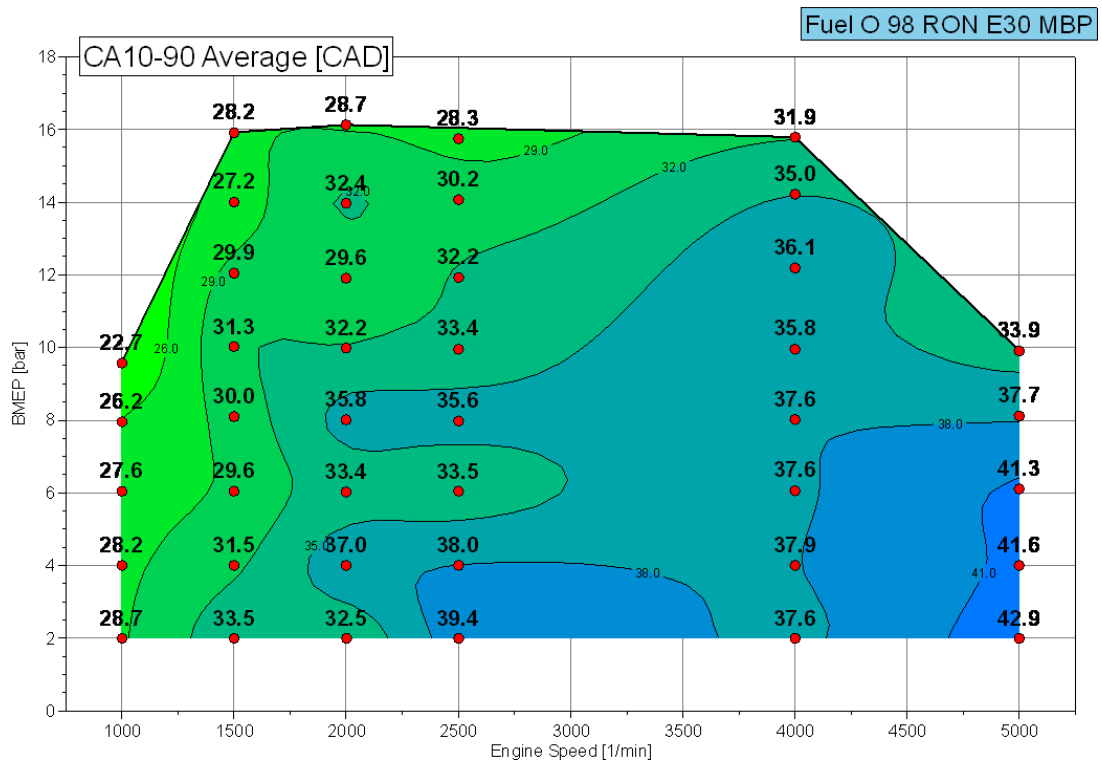 Fuel O 98 RON E30 MBP
CA10-90 Average [CAD]
18
28.2 28.7 28.3 31.9
16
29.0 32.0
27.2 32.4 30.2 35.0
32.0
14
29.9 29.6 32.2 36.1
29.0
12
22.7 31.3 32.2 33.4 35.8 33.9
26.0
10
26.2 30.0 35.8 35.6 37.6 37.7
38.0
8
27.6 29.6 33.4 33.5 37.6 41.3
6
28.2 31.5 35.0 37.0 38.0 37.9 41.6
38.0 41.0
4
28.7 33.5 32.5 39.4 37.6 42.9
2
0
BMEP [bar]
1000 1500 2000 2500 3000 3500 4000 4500 5000
Engine Speed [1/min]